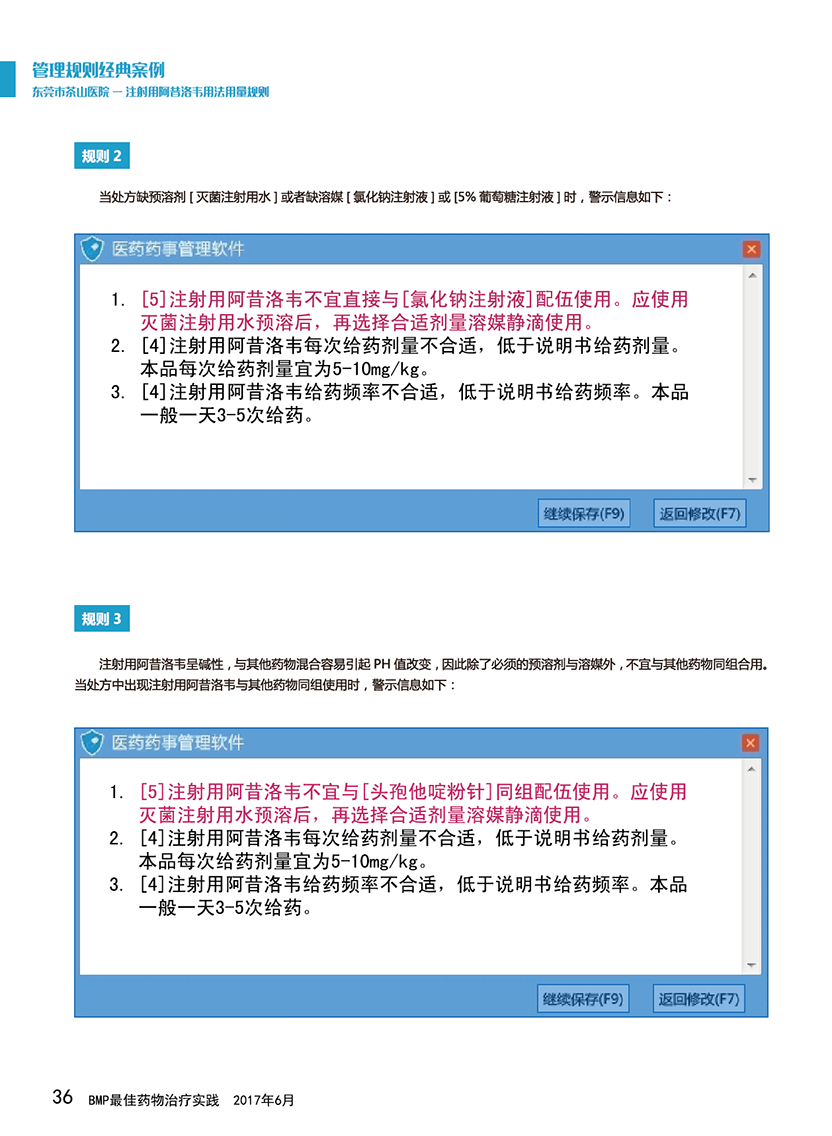 管理规则经典案例
东莞市茶山医院 — 注射用阿昔洛韦用法用量规则
规则 2
当处方缺预溶剂 [ 灭菌注射用水 ] 或者缺溶媒 [ 氯化钠注射液 ] 或 [5% 葡萄糖注射液 ] 时，警示信息如下：
医药药事管理软件
1. [5]注射用阿昔洛韦不宜直接与[氯化钠注射液]配伍使用。应使用
灭菌注射用水预溶后，再选择合适剂量溶媒静滴使用。
2. [4]注射用阿昔洛韦每次给药剂量不合适，低于说明书给药剂量。
本品每次给药剂量宜为5-10mg/kg。
3. [4]注射用阿昔洛韦给药频率不合适，低于说明书给药频率。本品
一般一天3-5次给药。
继续保存(F9) 返回修改(F7)
规则 3
注射用阿昔洛韦呈碱性，与其他药物混合容易引起 PH 值改变，因此除了必须的预溶剂与溶媒外，不宜与其他药物同组合用。
当处方中出现注射用阿昔洛韦与其他药物同组使用时，警示信息如下：
医药药事管理软件
1. [5]注射用阿昔洛韦不宜与[头孢他啶粉针]同组配伍使用。应使用
灭菌注射用水预溶后，再选择合适剂量溶媒静滴使用。
2. [4]注射用阿昔洛韦每次给药剂量不合适，低于说明书给药剂量。
本品每次给药剂量宜为5-10mg/kg。
3. [4]注射用阿昔洛韦给药频率不合适，低于说明书给药频率。本品
一般一天3-5次给药。
继续保存(F9) 返回修改(F7)
36 BMP最佳药物治疗实践 2017年6月